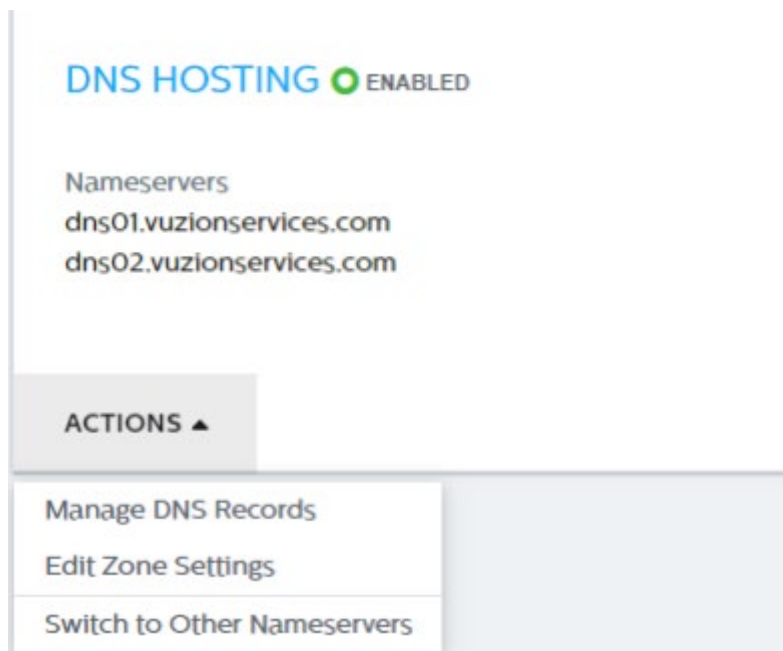 DNS HOSTING ENABLED
Nameservers
dns01.vuzionservices.com
dns02.vuzionservices.com
ACTIONS
Manage DNS Records
Edit Zone Settings
Switch to Other Nameservers